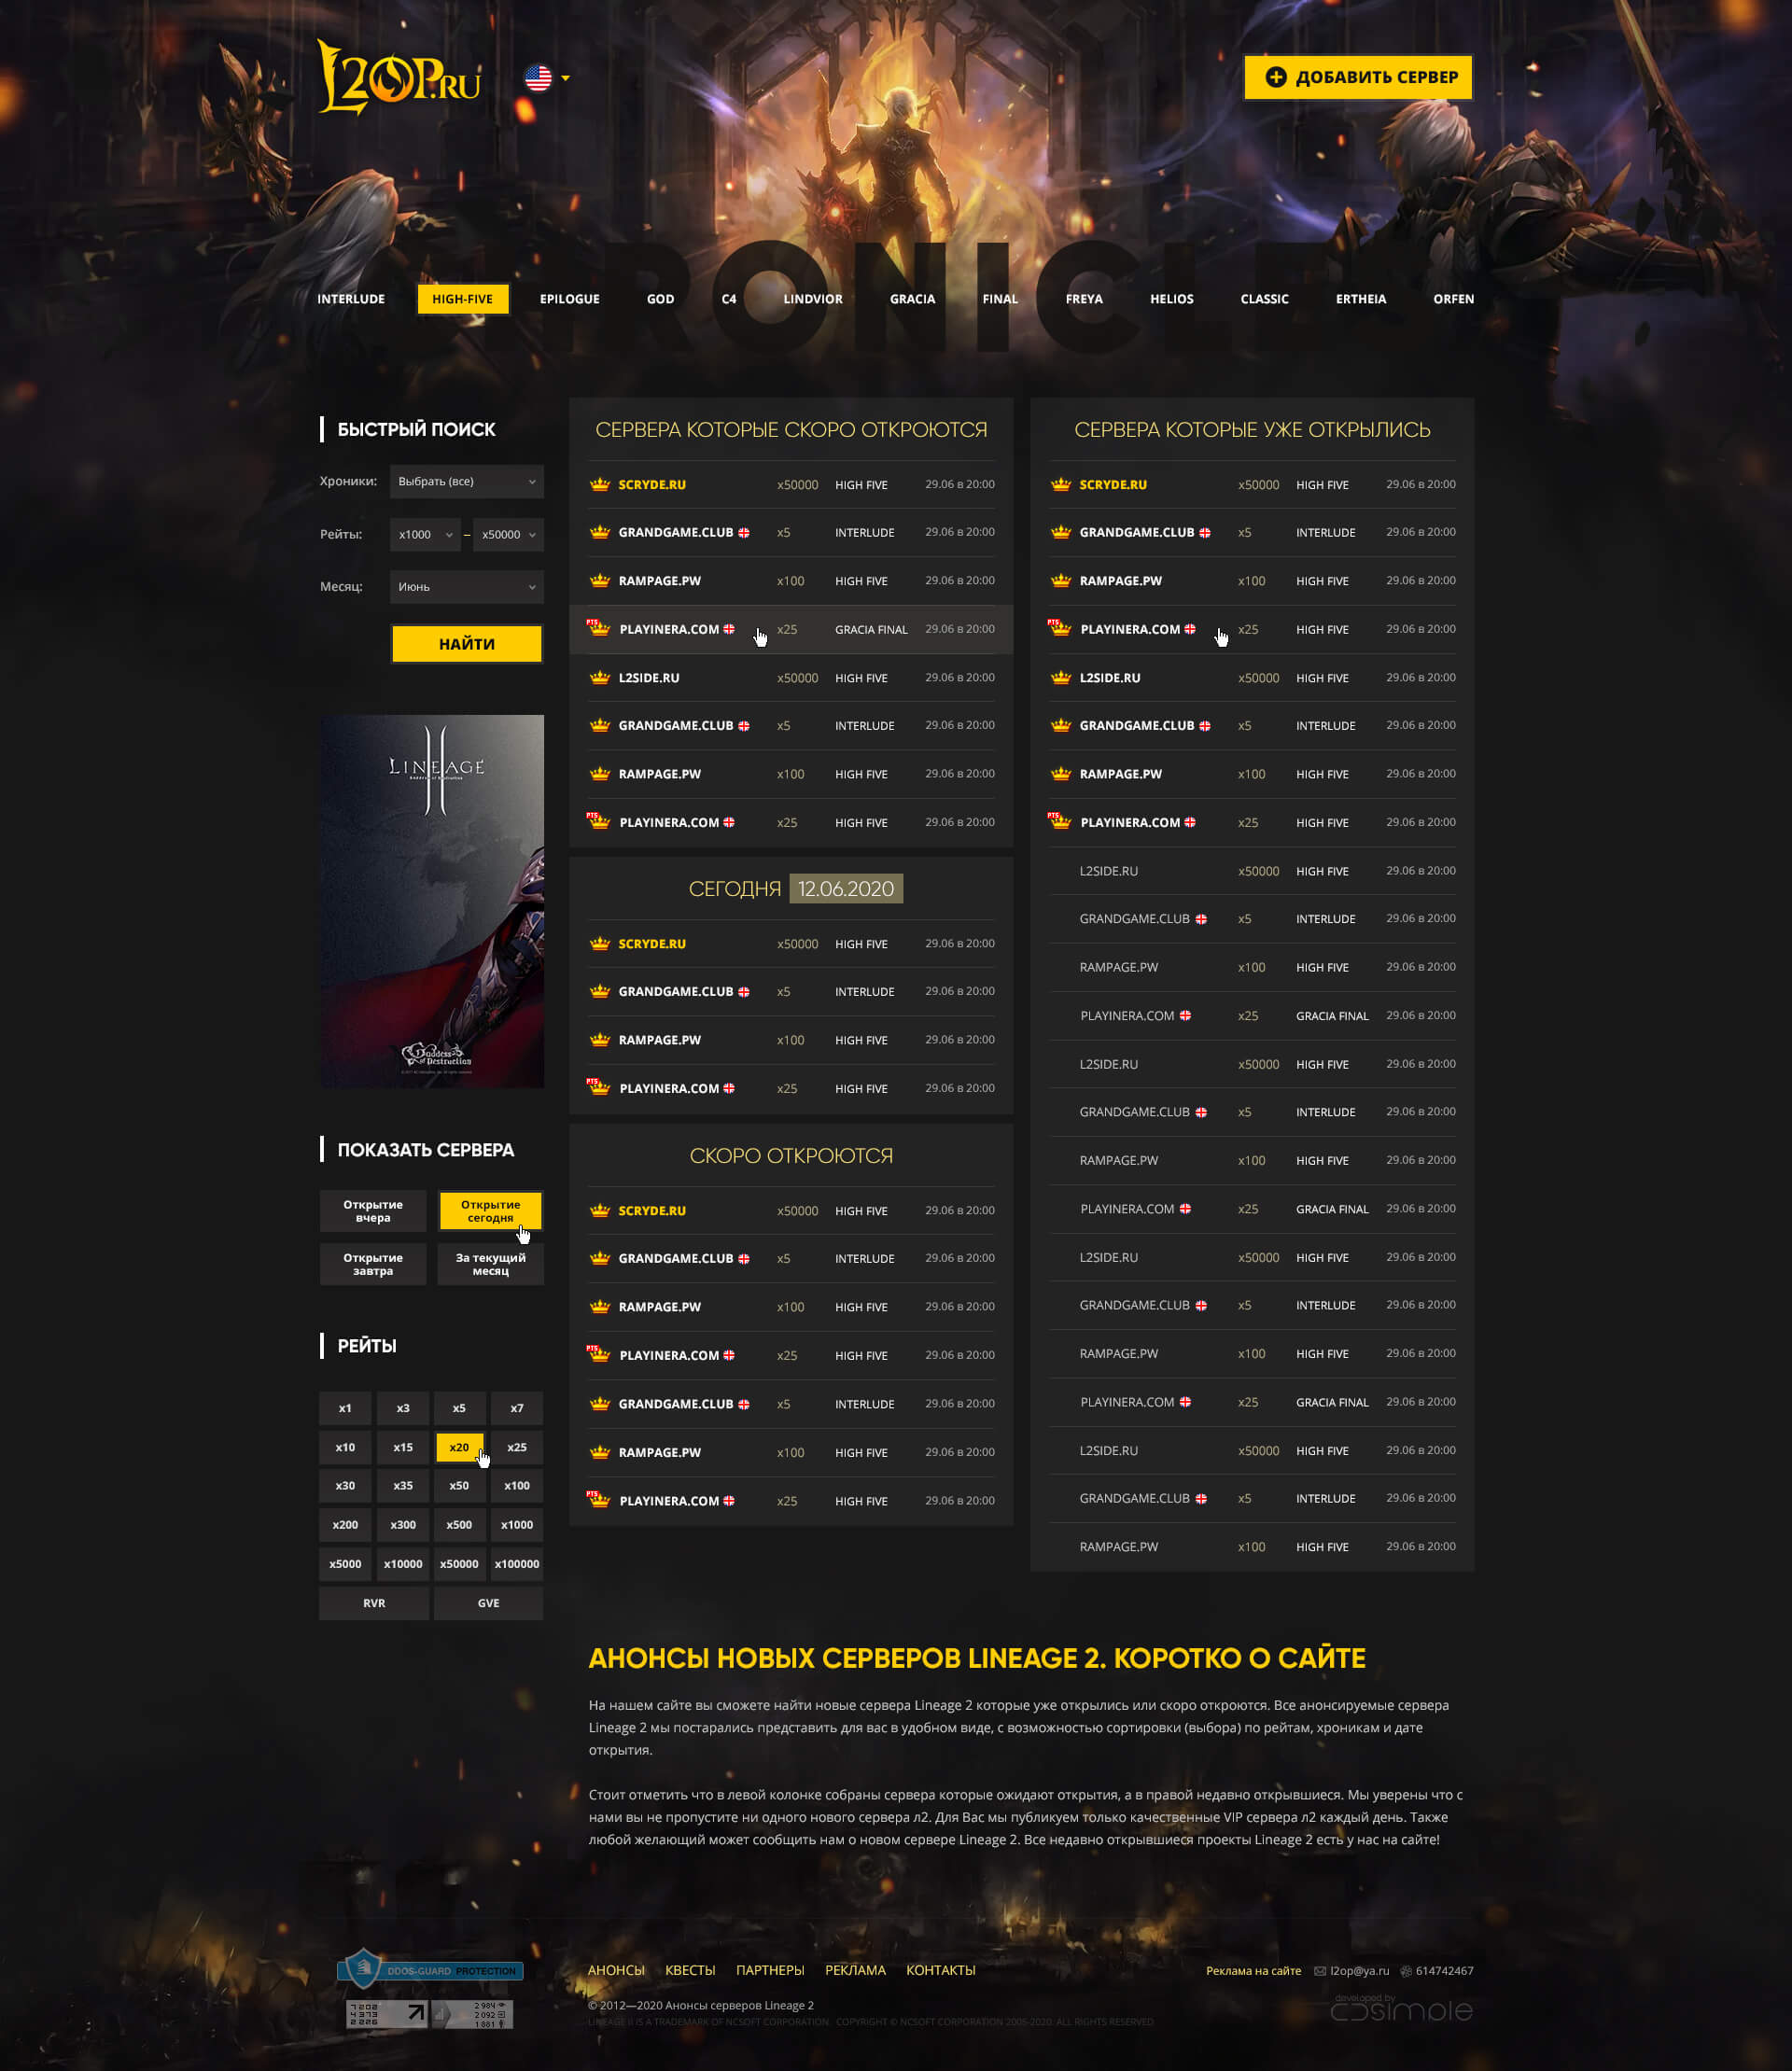 L2OP.RU
ДОБАВИТЬ СЕРВЕР
CHRONICLE
INTERLUDE HIGH-FIVE EPILOGUE GOD C4 LINDVIOR GRACIA FINAL FREYA HELIOS CLASSIC ERTHEIA ORFEN
БЫСТРЫЙ ПОИСК
Хроники: Выбрать (все)
Рейты: x1000 – x50000
Месяц: Июнь
НАЙТИ
LINEAGE II
Goddess of Destruction
ПОКАЗАТЬ СЕРВЕРА
Открытие вчера
Открытие сегодня
Открытие завтра
За текущий месяц
РЕЙТЫ
x1 x3 x5 x7
x10 x15 x20 x25
x30 x35 x50 x100
x200 x300 x500 x1000
x5000 x10000 x50000 x100000
RVR GVE
СЕРВЕРА КОТОРЫЕ СКОРО ОТКРОЮТСЯ
SCRYDE.RU x50000 HIGH FIVE 29.06 в 20:00
GRANDGAME.CLUB x5 INTERLUDE 29.06 в 20:00
RAMPAGE.PW x100 HIGH FIVE 29.06 в 20:00
PTS PLAYINERA.COM x25 GRACIA FINAL 29.06 в 20:00
L2SIDE.RU x50000 HIGH FIVE 29.06 в 20:00
GRANDGAME.CLUB x5 INTERLUDE 29.06 в 20:00
RAMPAGE.PW x100 HIGH FIVE 29.06 в 20:00
PTS PLAYINERA.COM x25 HIGH FIVE 29.06 в 20:00
СЕГОДНЯ 12.06.2020
SCRYDE.RU x50000 HIGH FIVE 29.06 в 20:00
GRANDGAME.CLUB x5 INTERLUDE 29.06 в 20:00
RAMPAGE.PW x100 HIGH FIVE 29.06 в 20:00
PTS PLAYINERA.COM x25 HIGH FIVE 29.06 в 20:00
СКОРО ОТКРОЮТСЯ
SCRYDE.RU x50000 HIGH FIVE 29.06 в 20:00
GRANDGAME.CLUB x5 INTERLUDE 29.06 в 20:00
RAMPAGE.PW x100 HIGH FIVE 29.06 в 20:00
PTS PLAYINERA.COM x25 HIGH FIVE 29.06 в 20:00
GRANDGAME.CLUB x5 INTERLUDE 29.06 в 20:00
RAMPAGE.PW x100 HIGH FIVE 29.06 в 20:00
PTS PLAYINERA.COM x25 HIGH FIVE 29.06 в 20:00
СЕРВЕРА КОТОРЫЕ УЖЕ ОТКРЫЛИСЬ
SCRYDE.RU x50000 HIGH FIVE 29.06 в 20:00
GRANDGAME.CLUB x5 INTERLUDE 29.06 в 20:00
RAMPAGE.PW x100 HIGH FIVE 29.06 в 20:00
PTS PLAYINERA.COM x25 HIGH FIVE 29.06 в 20:00
L2SIDE.RU x50000 HIGH FIVE 29.06 в 20:00
GRANDGAME.CLUB x5 INTERLUDE 29.06 в 20:00
RAMPAGE.PW x100 HIGH FIVE 29.06 в 20:00
PTS PLAYINERA.COM x25 HIGH FIVE 29.06 в 20:00
L2SIDE.RU x50000 HIGH FIVE 29.06 в 20:00
GRANDGAME.CLUB x5 INTERLUDE 29.06 в 20:00
RAMPAGE.PW x100 HIGH FIVE 29.06 в 20:00
PLAYINERA.COM x25 GRACIA FINAL 29.06 в 20:00
L2SIDE.RU x50000 HIGH FIVE 29.06 в 20:00
GRANDGAME.CLUB x5 INTERLUDE 29.06 в 20:00
RAMPAGE.PW x100 HIGH FIVE 29.06 в 20:00
PLAYINERA.COM x25 GRACIA FINAL 29.06 в 20:00
L2SIDE.RU x50000 HIGH FIVE 29.06 в 20:00
GRANDGAME.CLUB x5 INTERLUDE 29.06 в 20:00
RAMPAGE.PW x100 HIGH FIVE 29.06 в 20:00
PLAYINERA.COM x25 GRACIA FINAL 29.06 в 20:00
L2SIDE.RU x50000 HIGH FIVE 29.06 в 20:00
GRANDGAME.CLUB x5 INTERLUDE 29.06 в 20:00
RAMPAGE.PW x100 HIGH FIVE 29.06 в 20:00
АНОНСЫ НОВЫХ СЕРВЕРОВ LINEAGE 2. КОРОТКО О САЙТЕ
На нашем сайте вы сможете найти новые сервера Lineage 2 которые уже открылись или скоро откроются. Все анонсируемые сервера
Lineage 2 мы постарались представить для вас в удобном виде, с возможностью сортировки (выбора) по рейтам, хроникам и дате
открытия.
Стоит отметить что в левой колонке собраны сервера которые ожидают открытия, а в правой недавно открывшиеся. Мы уверены что с
нами вы не пропустите ни одного нового сервера л2. Для Вас мы публикуем только качественные VIP сервера л2 каждый день. Также
любой желающий может сообщить нам о новом сервере Lineage 2. Все недавно открывшиеся проекты Lineage 2 есть у нас на сайте!
DDOS-GUARD PROTECTION
АНОНСЫ КВЕСТЫ ПАРТНЕРЫ РЕКЛАМА КОНТАКТЫ
Реклама на сайте l2op@ya.ru 614742467
© 2012—2020 Анонсы серверов Lineage 2
LINEAGE II IS A TRADEMARK OF NCSOFT CORPORATION. COPYRIGHT © NCSOFT CORPORATION 2005-2020. ALL RIGHTS RESERVED
developed by
simple